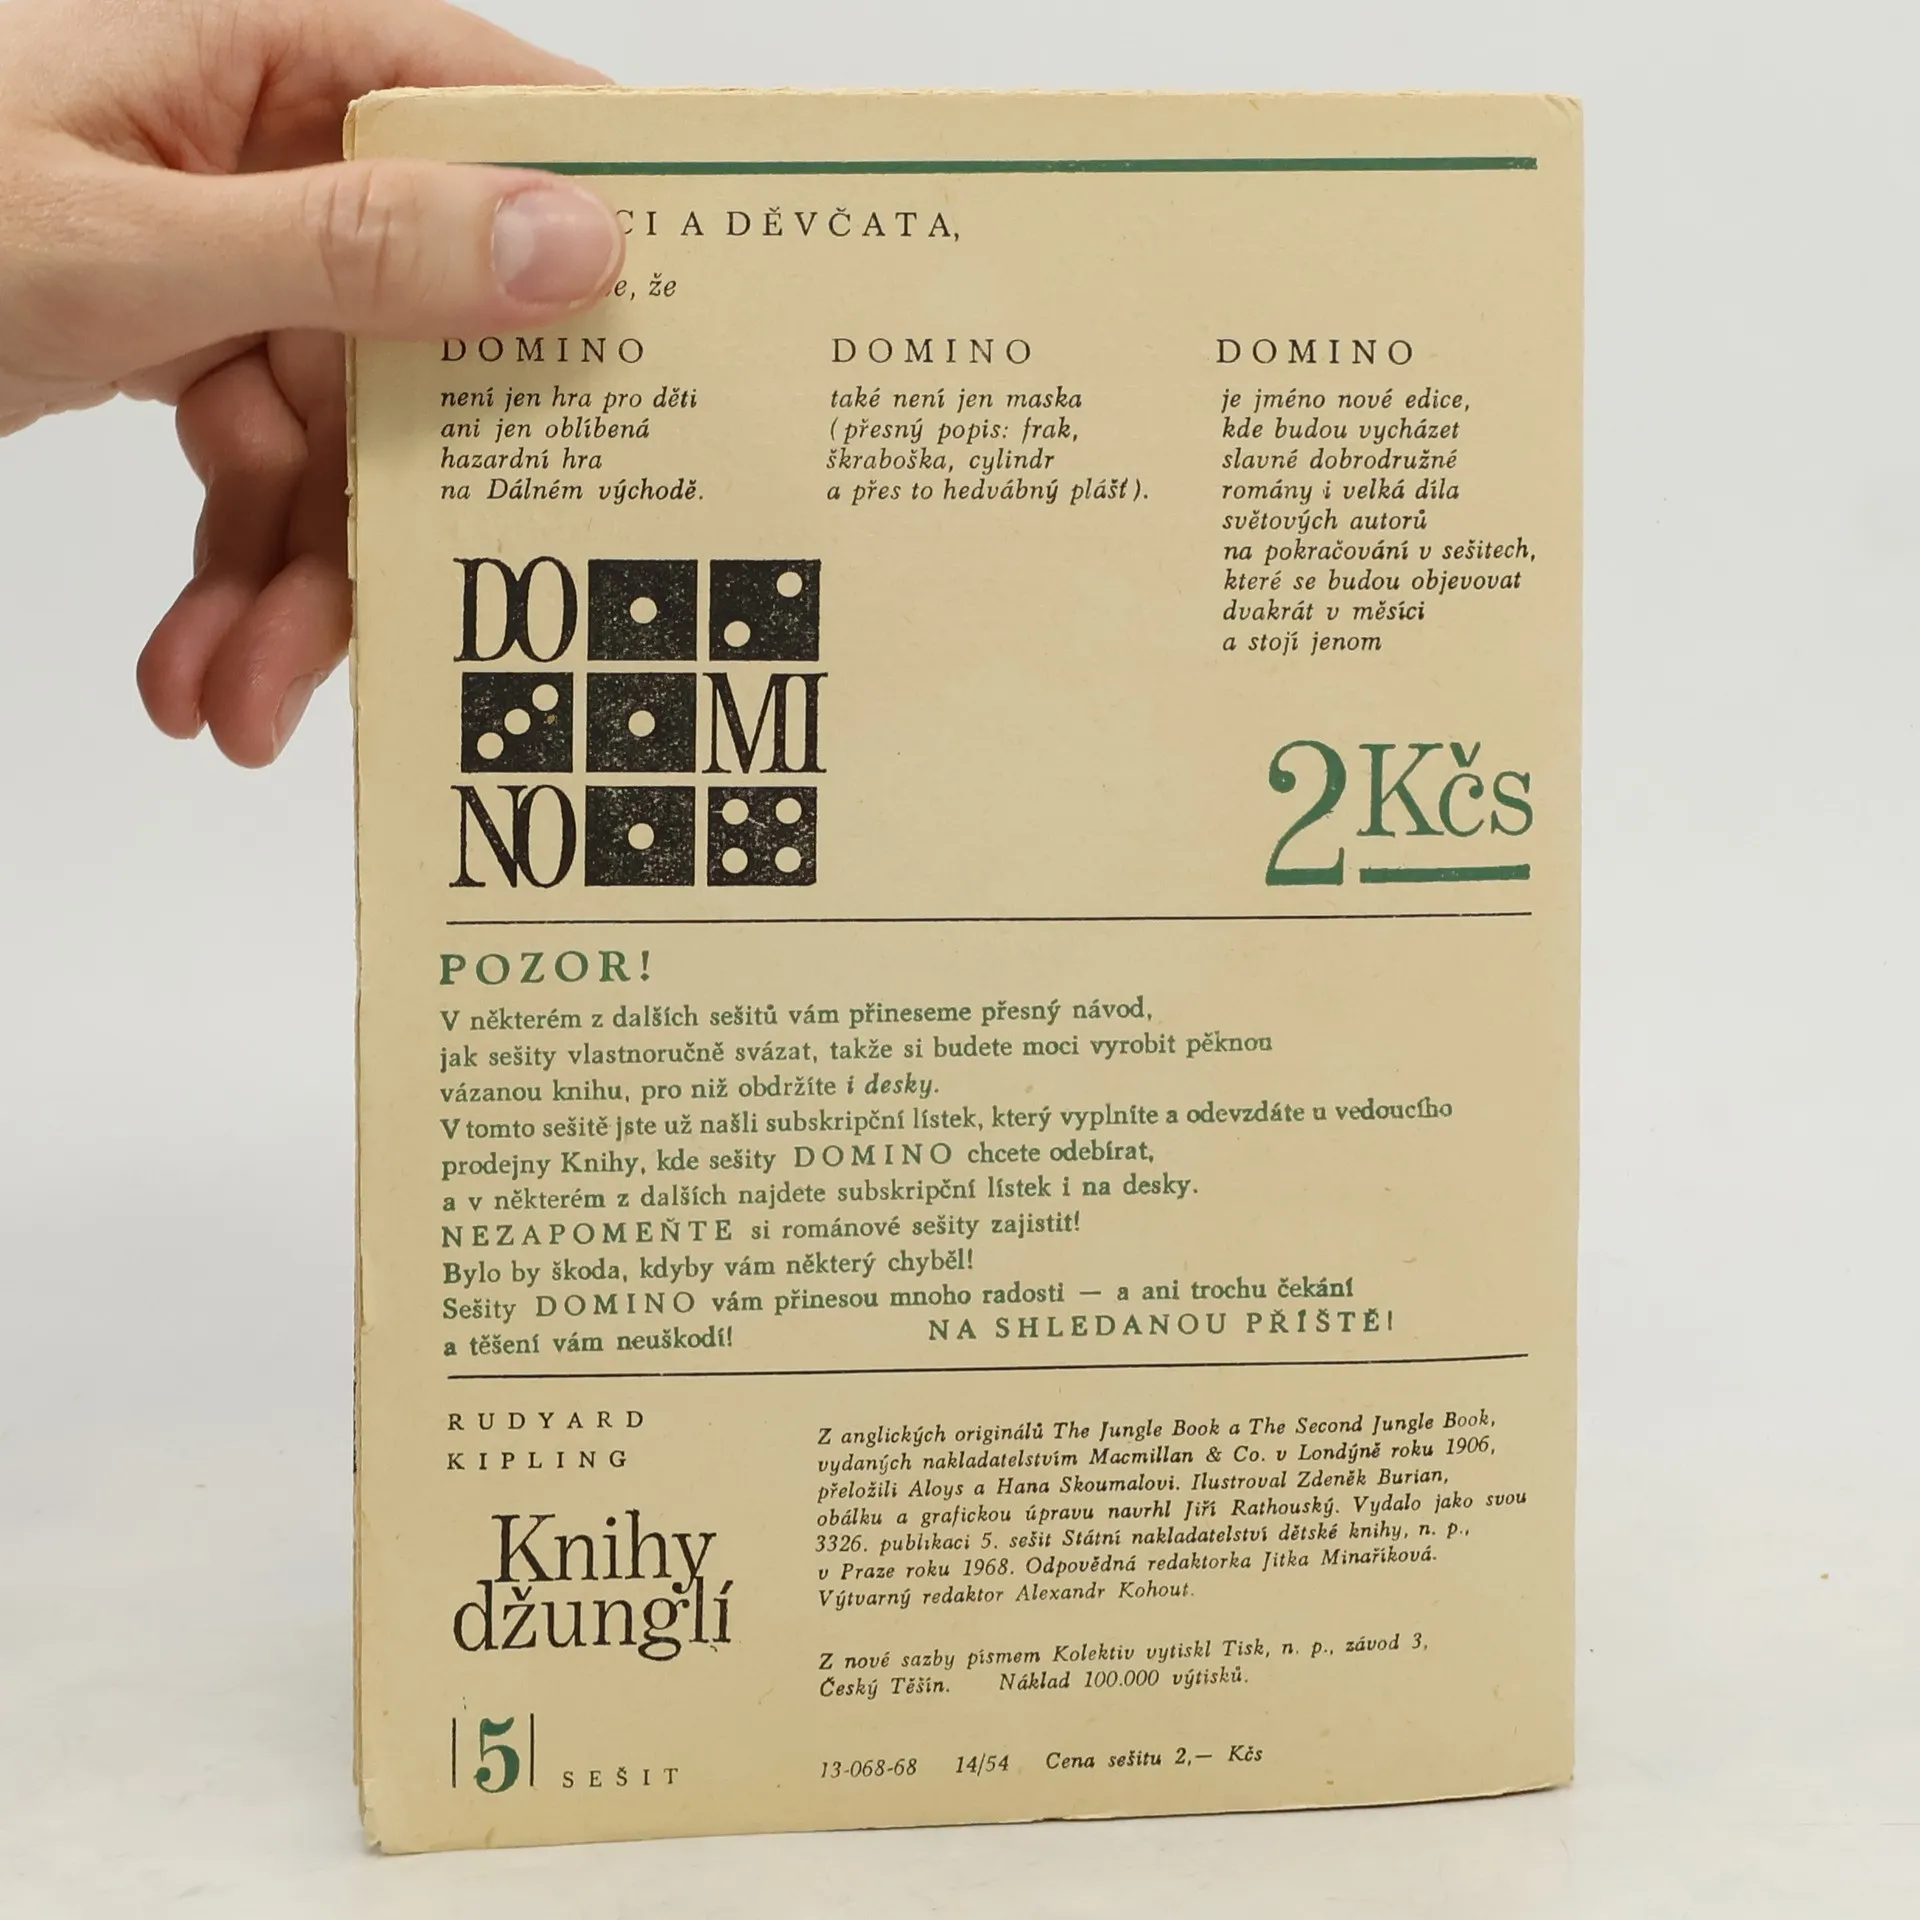 A DĚVČATA,
že
DOMINO
není jen hra pro děti
ani jen oblíbená
hazardní hra
na Dálném východě.
DOMINO
také není jen maska
(přesný popis: frak,
škraboška, cylindr
a přes to hedvábný plášť).
DOMINO
je jméno nové edice,
kde budou vycházet
slavné dobrodružné
romány i velká díla
světových autorů
na pokračování v sešitech,
které se budou objevovat
dvakrát v měsíci
a stojí jenom
DO
MI
NO
2 Kčs
POZOR!
V některém z dalších sešitů vám přineseme přesný návod,
jak sešity vlastnoručně svázat, takže si budete moci vyrobit pěknou
vázanou knihu, pro niž obdržíte i desky.
V tomto sešitě jste už našli subskripční lístek, který vyplníte a odevzdáte u vedoucího
prodejny Knihy, kde sešity DOMINO chcete odebírat,
a v některém z dalších najdete subskripční lístek i na desky.
NEZAPOMEŇTE si románové sešity zajistit!
Bylo by škoda, kdyby vám některý chyběl!
Sešity DOMINO vám přinesou mnoho radosti — a ani trochu čekání
a těšení vám neuškodí! NA SHLEDANOU PŘÍŠTĚ!
RUDYARD
KIPLING
Knihy
džunglí
5 SEŠIT
Z anglických originálů The Jungle Book a The Second Jungle Book,
vydaných nakladatelstvím Macmillan & Co. v Londýně roku 1906,
přeložili Aloys a Hana Skoumalovi. Ilustroval Zdeněk Burian,
obálku a grafickou úpravu navrhl Jiří Rathouský. Vydalo jako svou
3326. publikaci 5. sešit Státní nakladatelství dětské knihy, n. p.,
v Praze roku 1968. Odpovědná redaktorka Jitka Minaříková.
Výtvarný redaktor Alexandr Kohout.
Z nové sazby písmem Kolektiv vytiskl Tisk, n. p., závod 3,
Český Těšín. Náklad 100.000 výtisků.
13-068-68 14/54 Cena sešitu 2,— Kčs